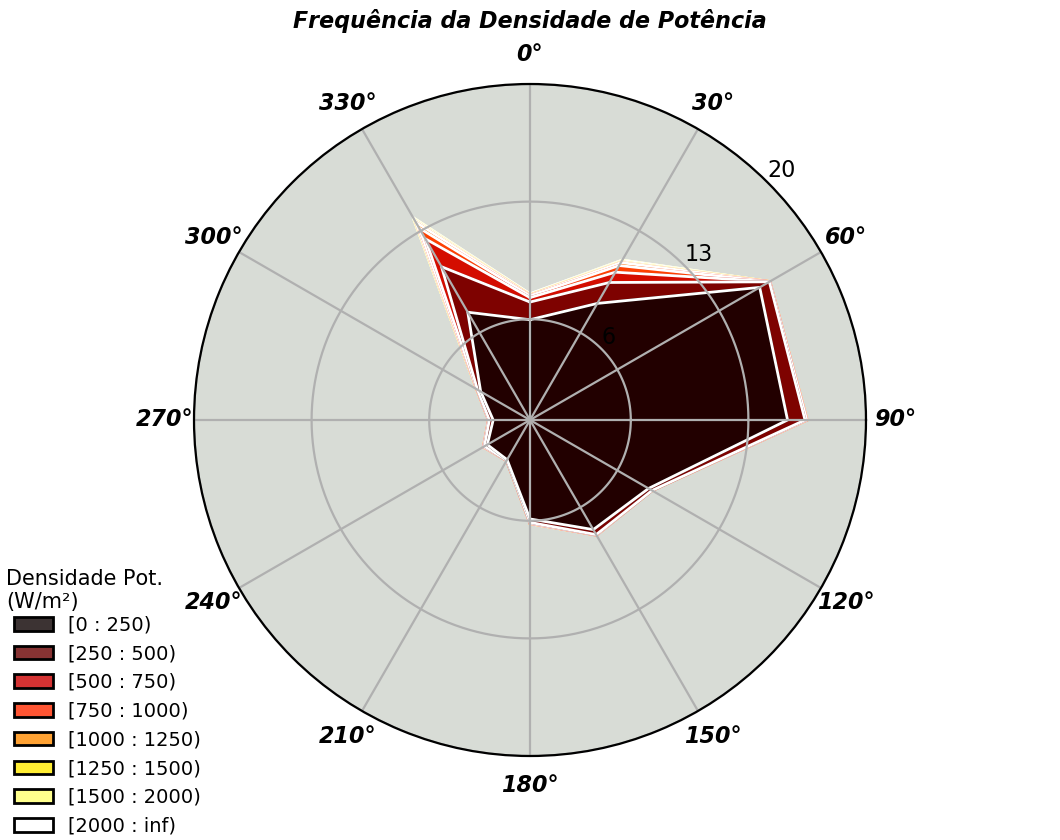 Frequência da Densidade de Potência
0°
330°
30°
20
300°
60°
13
6
270°
90°
240°
120°
210°
150°
180°
Densidade Pot.
(W/m²)
[0 : 250)
[250 : 500)
[500 : 750)
[750 : 1000)
[1000 : 1250)
[1250 : 1500)
[1500 : 2000)
[2000 : inf)